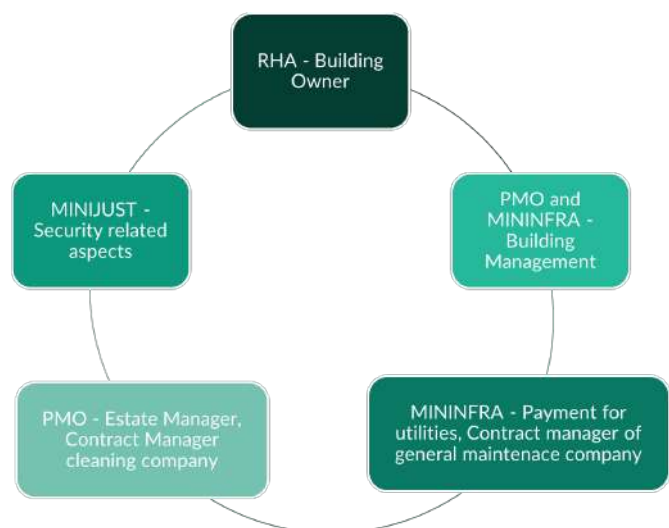 RHA - Building
Owner
PMO and
MININFRA -
Building
Management
MININFRA - Payment for
utilities, Contract manager of
general maintenace company
PMO - Estate Manager,
Contract Manager
cleaning company
MINIJUST -
Security related
aspects